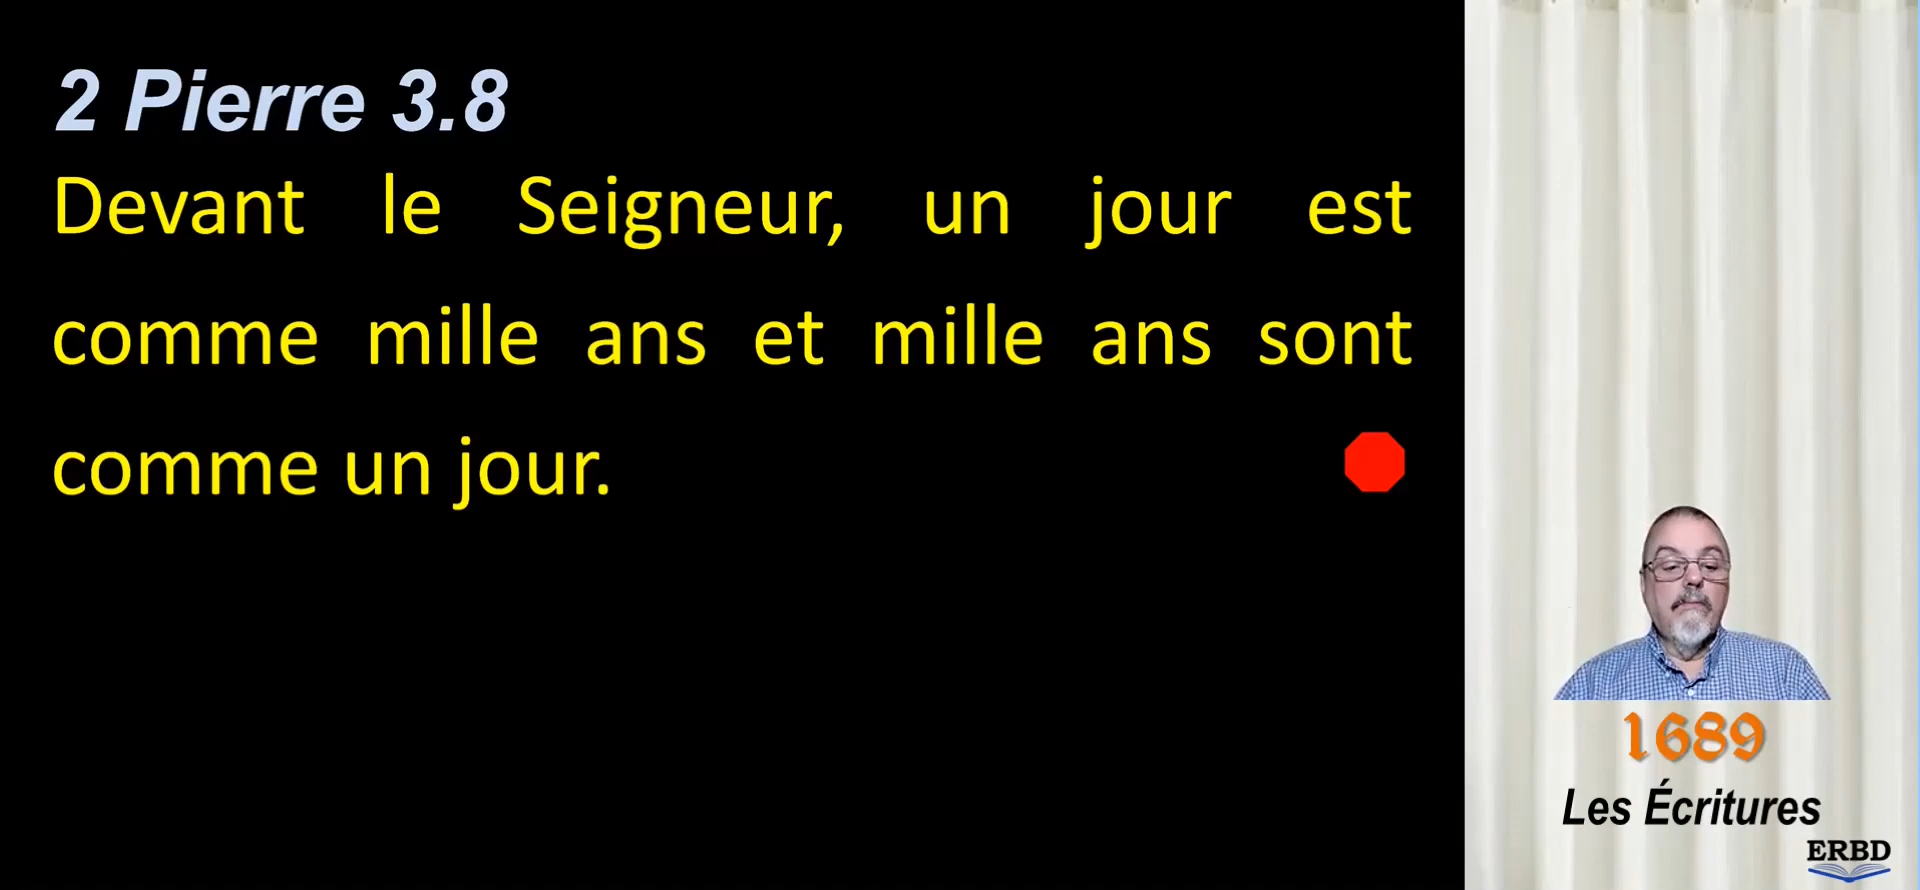 2 Pierre 3.8
Devant le Seigneur, un jour est
comme mille ans et mille ans sont
comme un jour.
1689
Les Écritures
ERBD